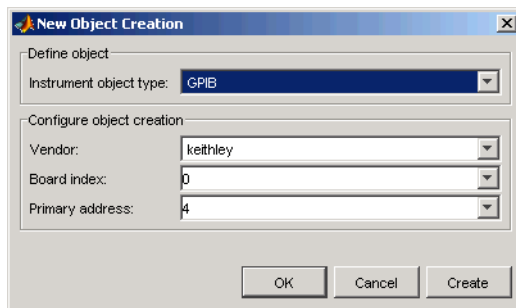 New Object Creation
Define object
Instrument object type: GPIB
Configure object creation
Vendor: keithley
Board index: 0
Primary address: 4
OK Cancel Create